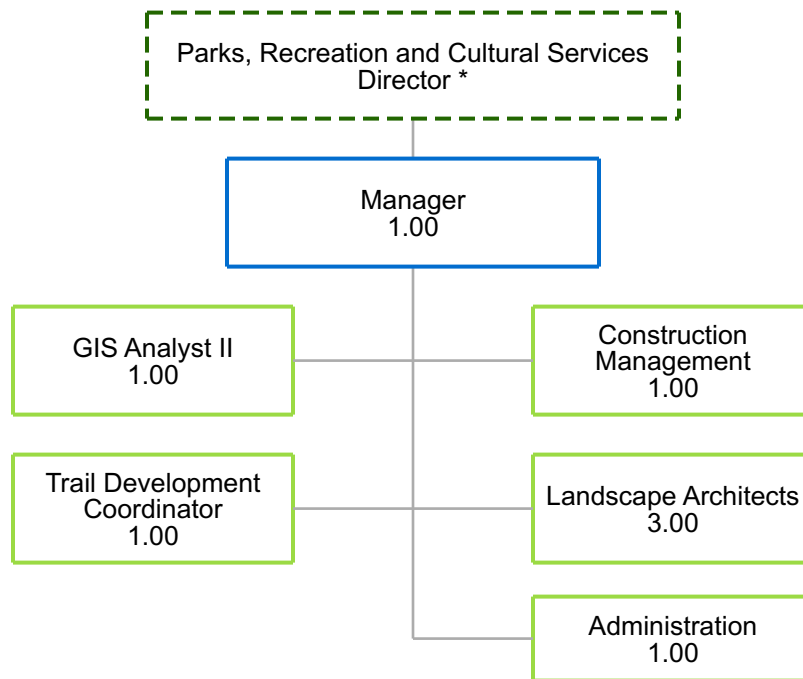 Parks, Recreation and Cultural Services
Director *
Manager
1.00
GIS Analyst II
1.00
Construction
Management
1.00
Trail Development
Coordinator
1.00
Landscape Architects
3.00
Administration
1.00